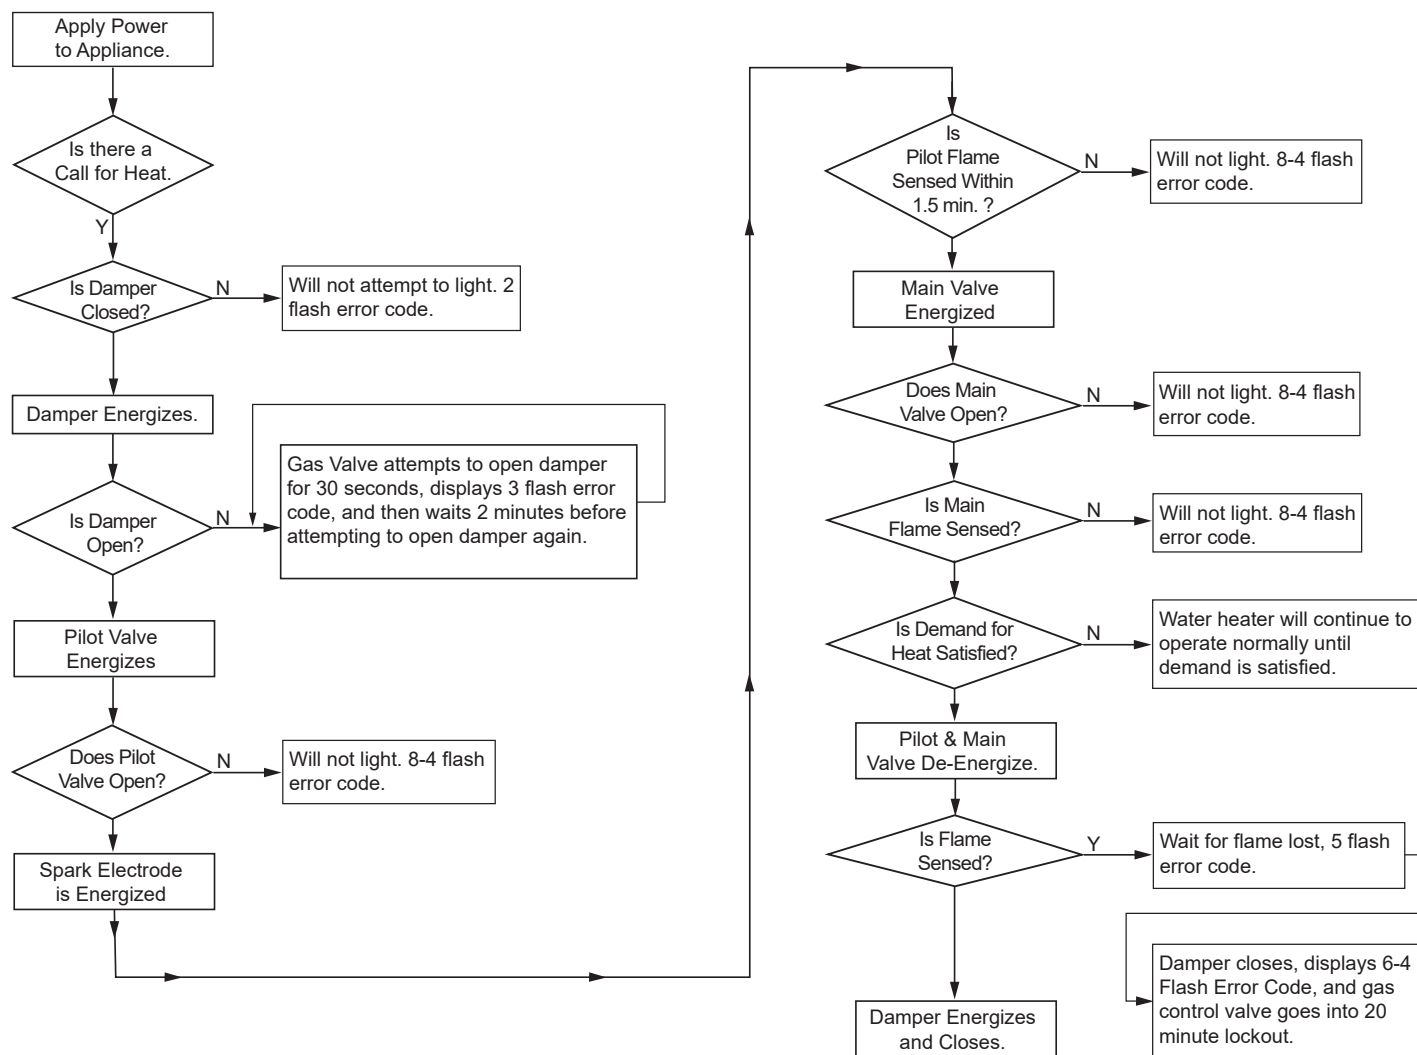 Apply Power
to Appliance.
Is there a
Call for Heat.
Y
Is Damper
Closed?
N
Will not attempt to light. 2
flash error code.
Damper Energizes.
Is Damper
Open?
N
Gas Valve attempts to open damper
for 30 seconds, displays 3 flash error
code, and then waits 2 minutes before
attempting to open damper again.
Pilot Valve
Energizes
Does Pilot
Valve Open?
N
Will not light. 8-4 flash
error code.
Spark Electrode
is Energized
Is
Pilot Flame
Sensed Within
1.5 min. ?
N
Will not light. 8-4 flash
error code.
Main Valve
Energized
Does Main
Valve Open?
N
Will not light. 8-4 flash
error code.
Is Main
Flame Sensed?
N
Will not light. 8-4 flash
error code.
Is Demand for
Heat Satisfied?
N
Water heater will continue to
operate normally until
demand is satisfied.
Pilot & Main
Valve De-Energize.
Is Flame
Sensed?
Y
Wait for flame lost, 5 flash
error code.
Damper closes, displays 6-4
Flash Error Code, and gas
control valve goes into 20
minute lockout.
Damper Energizes
and Closes.